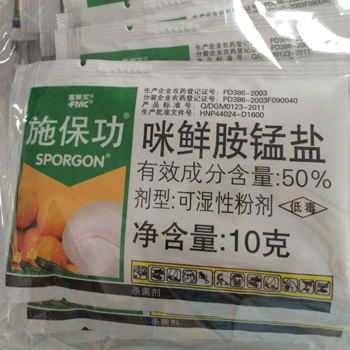 富美实
FMC®
生产企业农药登记证号: PD386-2003
分装企业农药登记证号: PD386-2003F090040
产品标准号: Q/DGM0123-2011
生产批准文件号: HNP44024-D1600
施保功®
SPORGON®
咪鲜胺锰盐
有效成分含量:50%
剂型:可湿性粉剂 低毒
净含量:10克
杀菌剂
杀菌剂